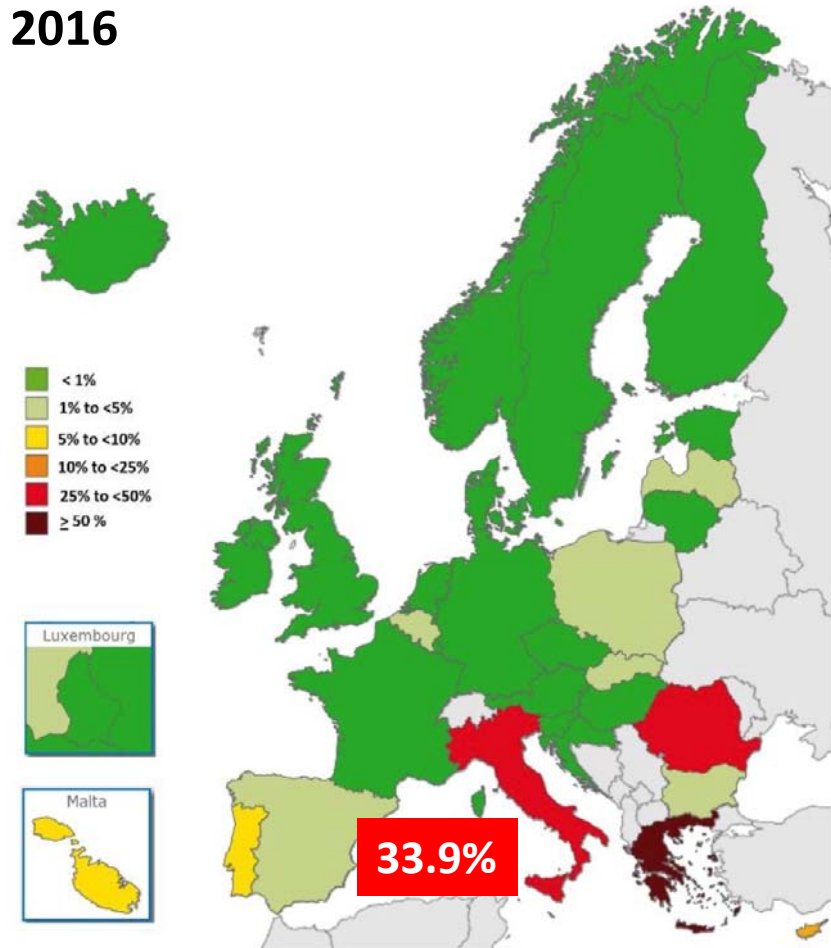 2016
< 1%
1% to <5%
5% to <10%
10% to <25%
25% to <50%
≥ 50 %
Luxembourg
Malta
33.9%